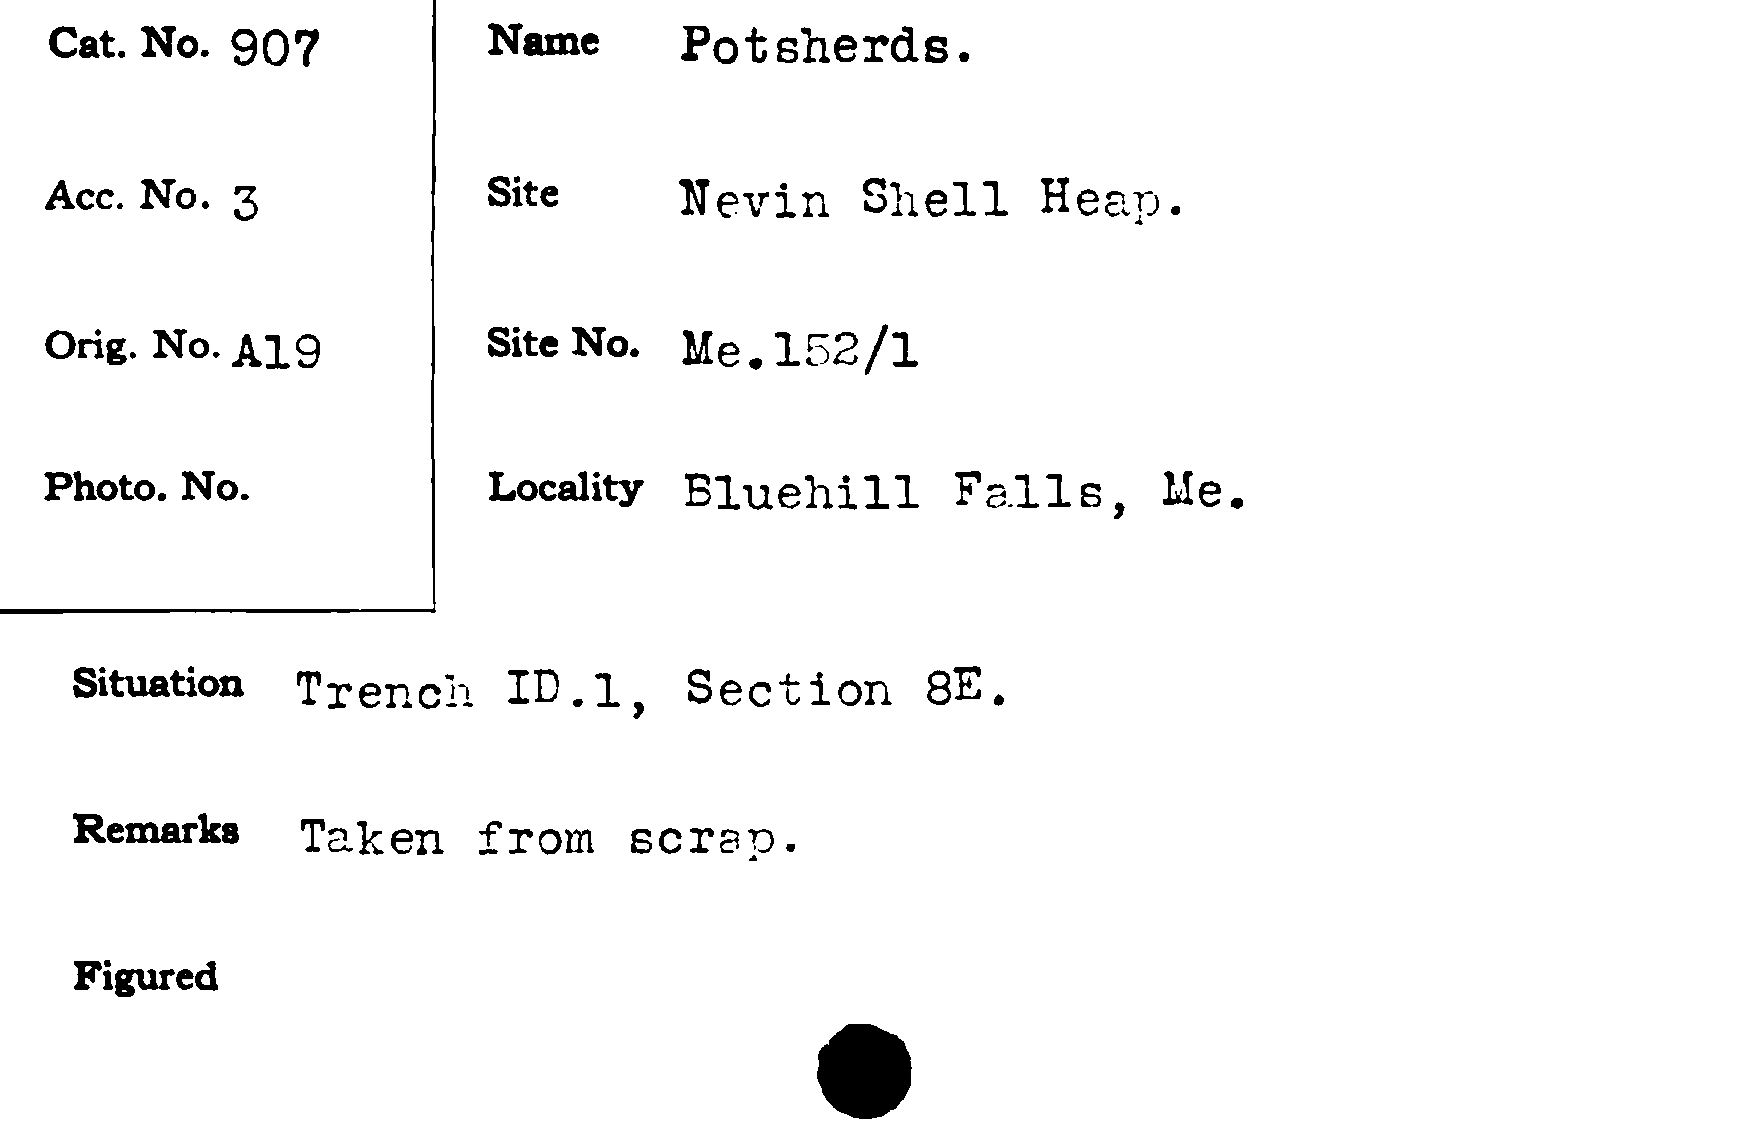 Cat. No. 907
Name Potsherds.
Acc. No. 3
Site Nevin Shell Heap.
Orig. No. A19
Site No. Me.152/1
Photo. No.
Locality Bluehill Falls, Me.
Situation Trench ID.1, Section 8E.
Remarks Taken from scrap.
Figured